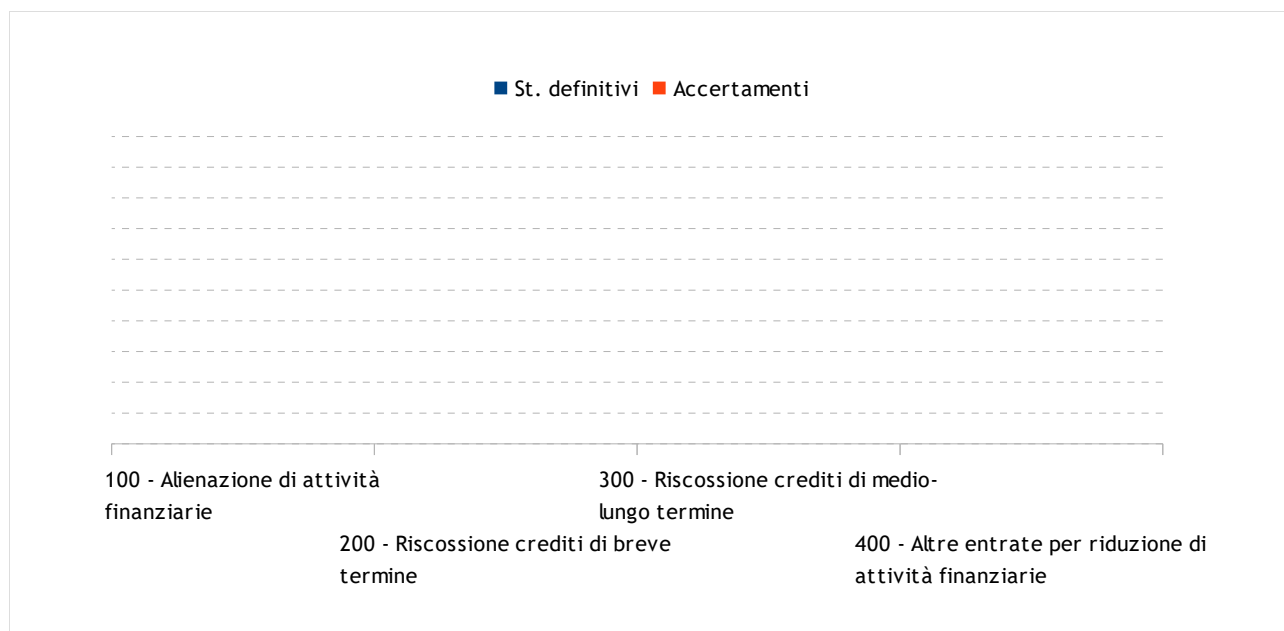 St. definitivi Accertamenti
100 - Alienazione di attività
finanziarie
200 - Riscossione crediti di breve
termine
300 - Riscossione crediti di medio-
lungo termine
400 - Altre entrate per riduzione di
attività finanziarie